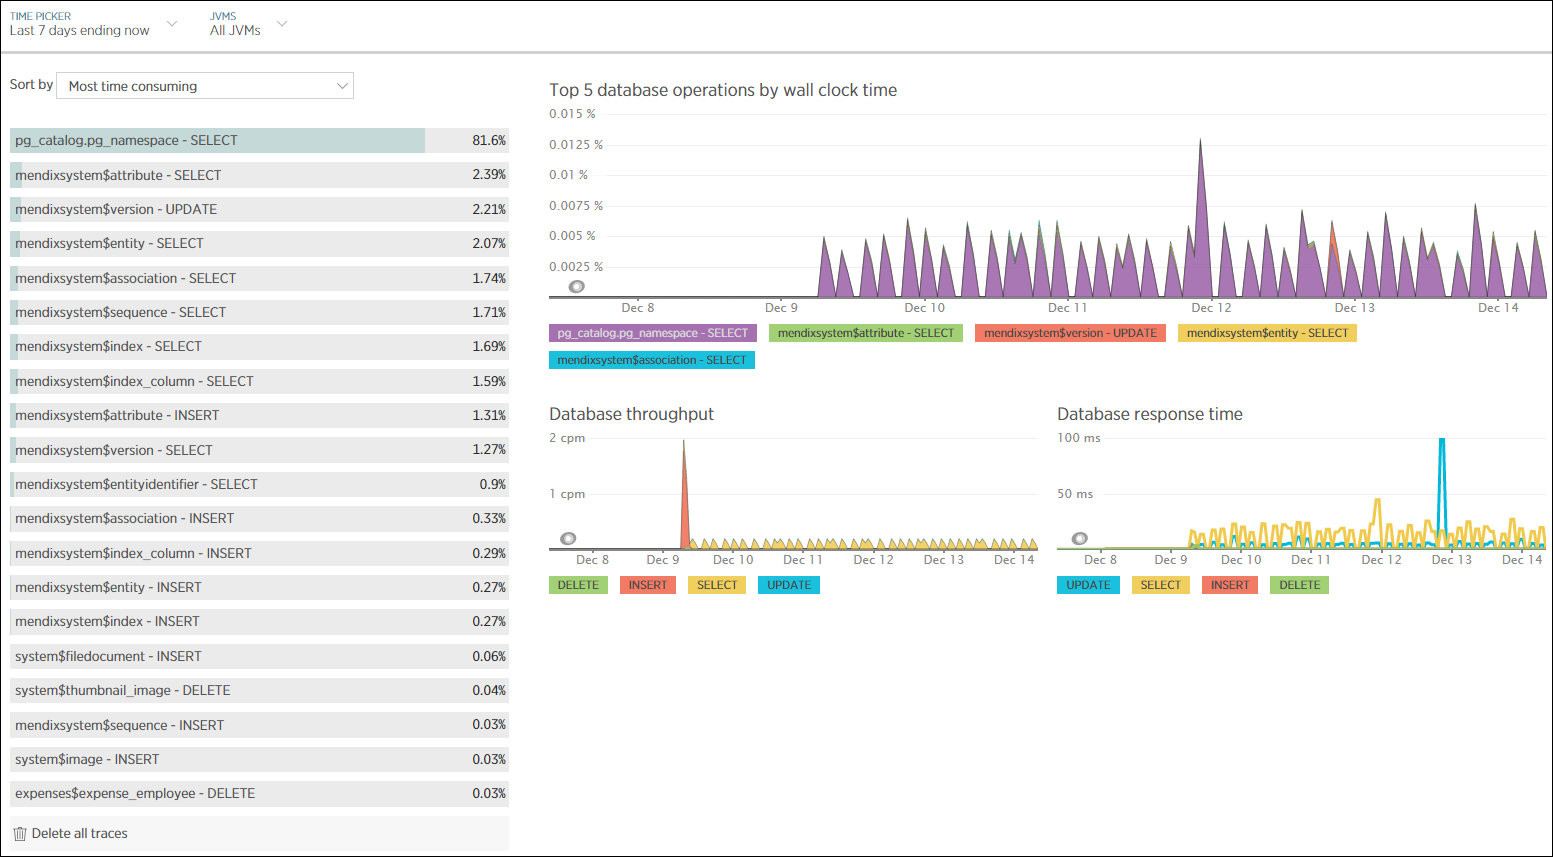 TIME PICKER
Last 7 days ending now
JVMS
All JVMs
Sort by
Most time consuming
pg_catalog.pg_namespace - SELECT 81.6%
mendixsystem$attribute - SELECT 2.39%
mendixsystem$version - UPDATE 2.21%
mendixsystem$entity - SELECT 2.07%
mendixsystem$association - SELECT 1.74%
mendixsystem$sequence - SELECT 1.71%
mendixsystem$index - SELECT 1.69%
mendixsystem$index_column - SELECT 1.59%
mendixsystem$attribute - INSERT 1.31%
mendixsystem$version - SELECT 1.27%
mendixsystem$entityidentifier - SELECT 0.9%
mendixsystem$association - INSERT 0.33%
mendixsystem$index_column - INSERT 0.29%
mendixsystem$entity - INSERT 0.27%
mendixsystem$index - INSERT 0.27%
system$filedocument - INSERT 0.06%
system$thumbnail_image - DELETE 0.04%
mendixsystem$sequence - INSERT 0.03%
system$image - INSERT 0.03%
expenses$expense_employee - DELETE 0.03%
Delete all traces
Top 5 database operations by wall clock time
0.015 %
0.0125 %
0.01 %
0.0075 %
0.005 %
0.0025 %
Dec 8 Dec 9 Dec 10 Dec 11 Dec 12 Dec 13 Dec 14
pg_catalog.pg_namespace - SELECT mendixsystem$attribute - SELECT mendixsystem$version - UPDATE mendixsystem$entity - SELECT
mendixsystem$association - SELECT
Database throughput
2 cpm
1 cpm
Dec 8 Dec 9 Dec 10 Dec 11 Dec 12 Dec 13 Dec 14
DELETE INSERT SELECT UPDATE
Database response time
100 ms
50 ms
Dec 8 Dec 9 Dec 10 Dec 11 Dec 12 Dec 13 Dec 14
UPDATE SELECT INSERT DELETE